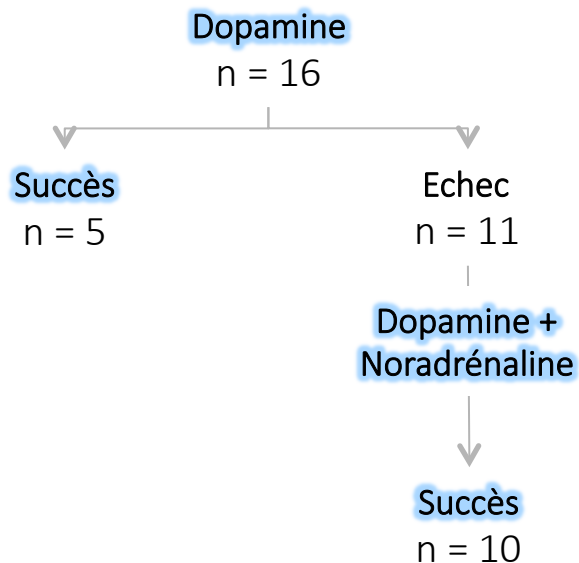 Dopamine
n = 16
Succès
n = 5
Echec
n = 11
Dopamine +
Noradrénaline
Succès
n = 10